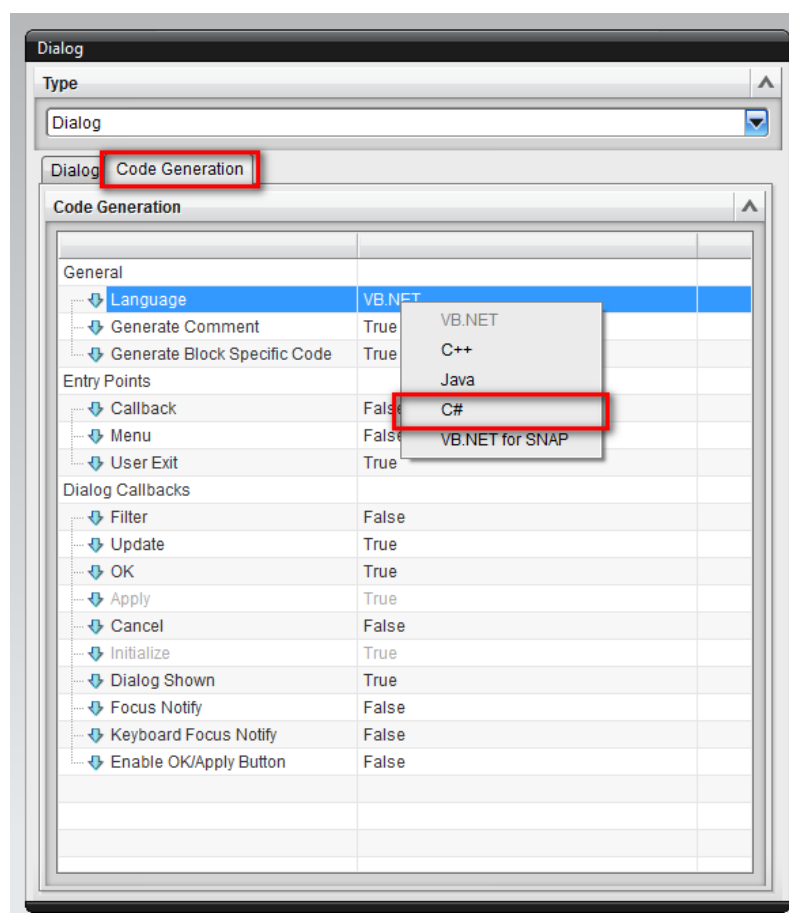 Dialog
Type
Dialog
Dialog Code Generation
Code Generation
General
Language VB.NET
Generate Comment True
Generate Block Specific Code True
Entry Points
Callback False
Menu False
User Exit True
VB.NET
C++
Java
C#
VB.NET for SNAP
Dialog Callbacks
Filter False
Update True
OK True
Apply True
Cancel False
Initialize True
Dialog Shown True
Focus Notify False
Keyboard Focus Notify False
Enable OK/Apply Button False